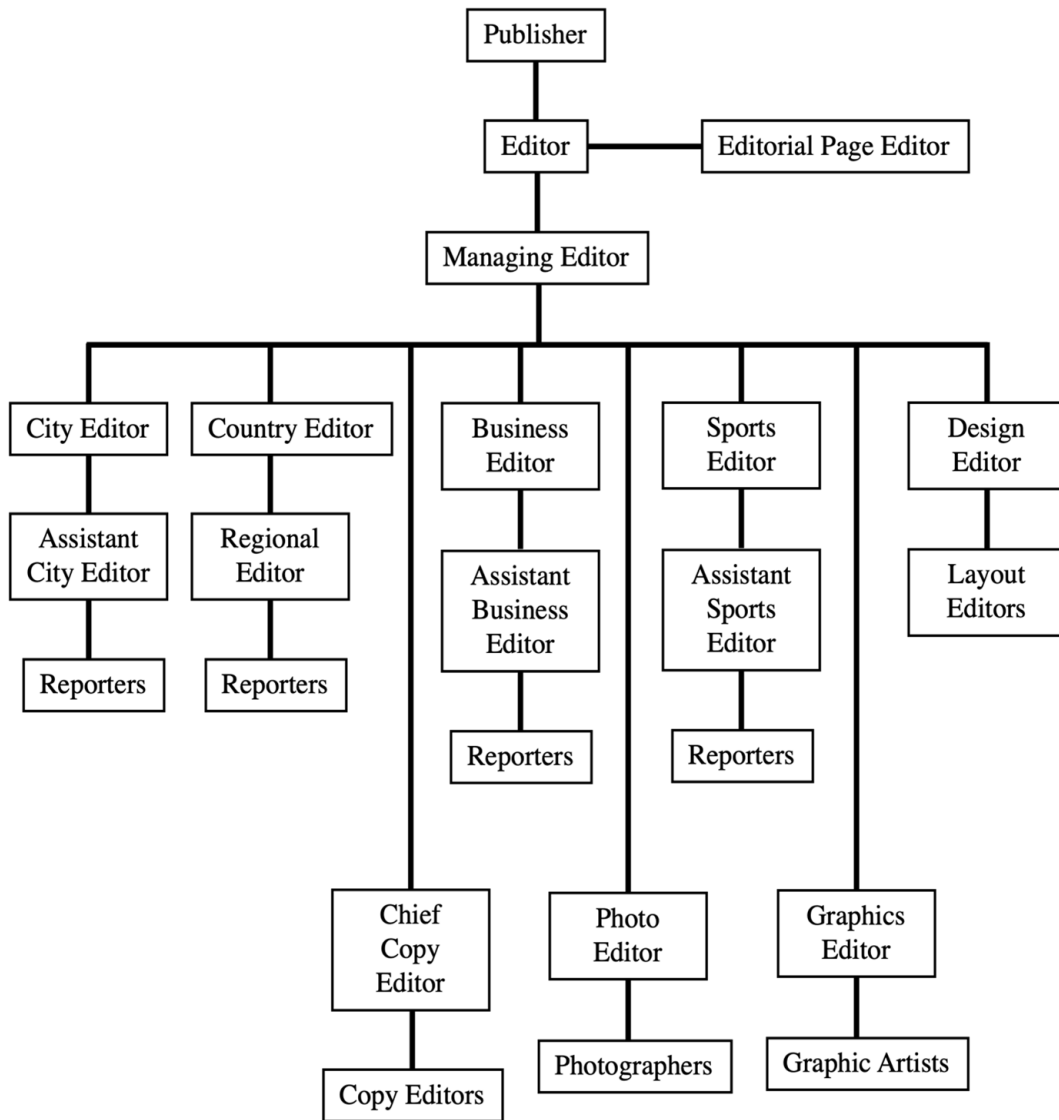 Publisher
Editor
Editorial Page Editor
Managing Editor
City Editor
Country Editor
Business
Editor
Sports
Editor
Design
Editor
Assistant
City Editor
Regional
Editor
Assistant
Business
Editor
Assistant
Sports
Editor
Layout
Editors
Reporters
Reporters
Reporters
Reporters
Chief
Copy
Editor
Photo
Editor
Graphics
Editor
Copy Editors
Photographers
Graphic Artists